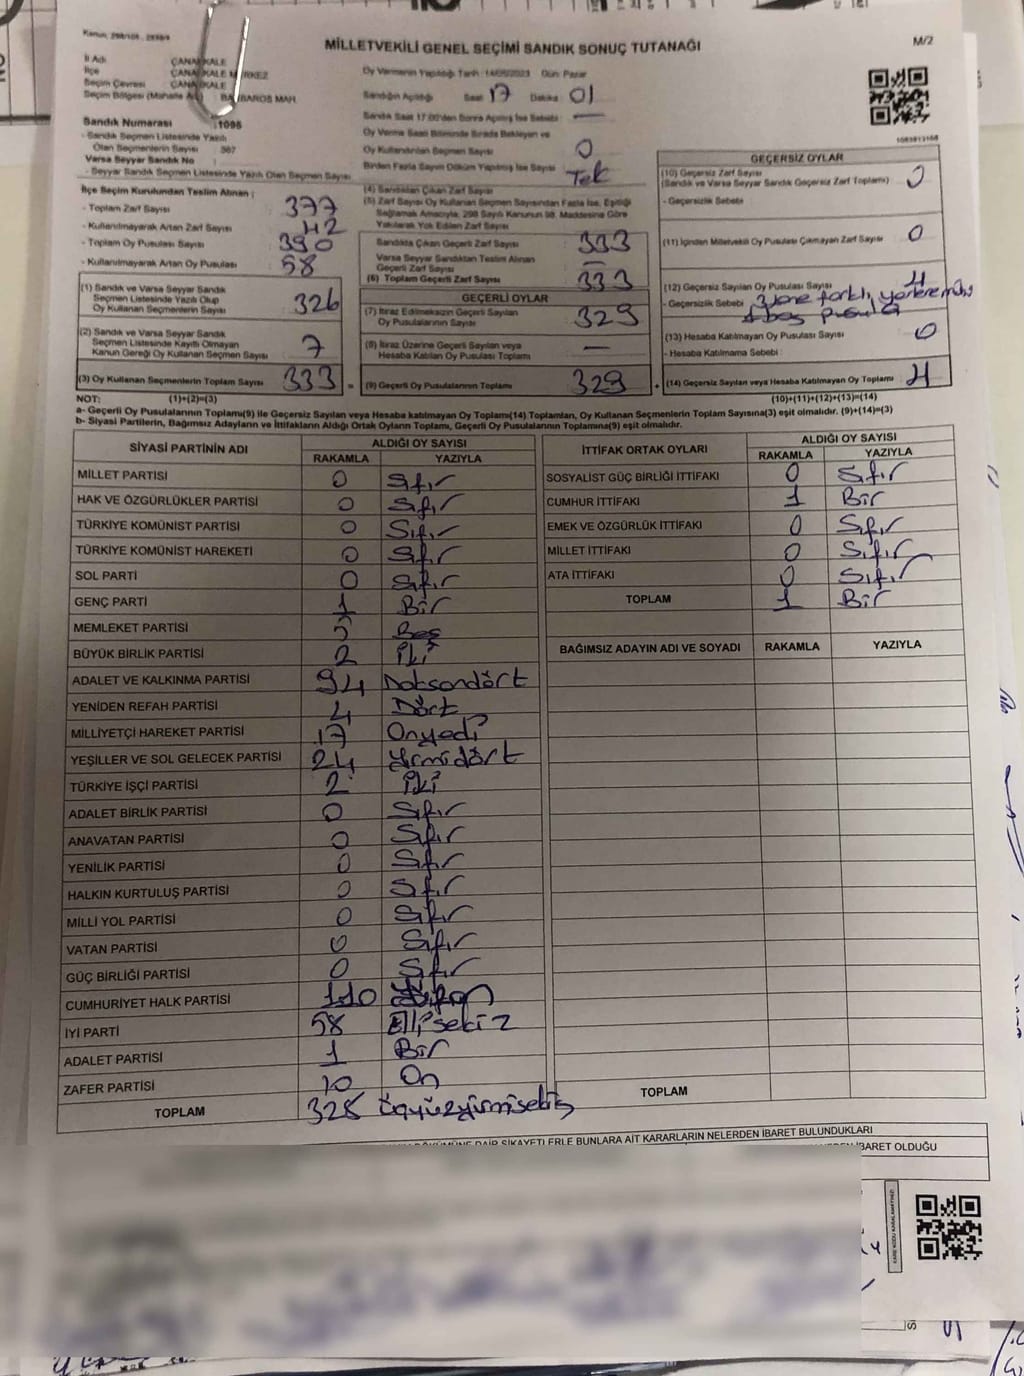 MİLLETVEKİLİ GENEL SEÇİMİ SANDIK SONUÇ TUTANAĞI
M/2
İl Adı ÇANAKKALE
İlçe ÇANAKKALE MERKEZ
Seçim Çevresi ÇANAKKALE
Seçim Bölgesi (Mahalle Adı) BARBAROS MAH.
Oy Vermenin Yapıldığı Tarih :14/05/2023 Gün: Pazar
Sandığın Açıldığı Saat 17 Dakika 01
Sandık Saat 17:00'den Sonra Açılmış İse Sebebi : —
Oy Verme Saati Bitiminde Sırada Bekleyen ve
Oy Kullandırılan Seçmen Sayısı 0
Birden Fazla Sayım Döküm Yapılmış İse Sayısı Tek
Sandık Numarası : 1095
- Sandık Seçmen Listesinde Yazılı
Olan Seçmenlerin Sayısı : 367
Varsa Seyyar Sandık No :
- Seyyar Sandık Seçmen Listesinde Yazılı Olan Seçmen Sayısı
İlçe Seçim Kurulundan Teslim Alınan ;
- Toplam Zarf Sayısı : 377
- Kullanılmayarak Artan Zarf Sayısı : 42
- Toplam Oy Pusulası Sayısı : 390
- Kullanılmayarak Artan Oy Pusulası : 58
(1) Sandık ve Varsa Seyyar Sandık
Seçmen Listesinde Yazılı Olup
Oy Kullanan Seçmenlerin Sayısı 326
(2) Sandık ve Varsa Seyyar Sandık
Seçmen Listesinde Kayıtlı Olmayan
Kanun Gereği Oy Kullanan Seçmen Sayısı 7
(3) Oy Kullanan Seçmenlerin Toplam Sayısı 333
(4) Sandıktan Çıkan Zarf Sayısı
(5) Zarf Sayısı Oy Kullanan Seçmen Sayısından Fazla İse, Eşitliği
Sağlamak Amacıyla, 298 Sayılı Kanunun 98. Maddesine Göre
Yakılarak Yok Edilen Zarf Sayısı
Sandıkta Çıkan Geçerli Zarf Sayısı 333
Varsa Seyyar Sandıktan Teslim Alınan
Geçerli Zarf Sayısı —
(6) Toplam Geçerli Zarf Sayısı 333
GEÇERLİ OYLAR
(7) İtiraz Edilmeksizin Geçerli Sayılan
Oy Pusulasının Sayısı 329
(8) İtiraz Üzerine Geçerli Sayılan veya
Hesaba Katılan Oy Pusulası Toplamı —
= (9) Geçerli Oy Pusulalarının Toplamı 329
GEÇERSİZ OYLAR
(10) Geçersiz Zarf Sayısı
(Sandık ve Varsa Seyyar Sandık Geçersiz Zarf Toplamı) 0
- Geçersizlik Sebebi
(11) İçinden Milletvekili Oy Pusulası Çıkmayan Zarf Sayısı 0
(12) Geçersiz Sayılan Oy Pusulası Sayısı 4
- Geçersizlik Sebebi 3 tane farklı
1 boş pusula
(13) Hesaba Katılmayan Oy Pusulası Sayısı 0
- Hesaba Katılmama Sebebi :
+ (14) Geçersiz Sayılan veya Hesaba Katılmayan Oy Toplamı 4
NOT: (1)+(2)=(3) (10)+(11)+(12)+(13)=(14)
a- Geçerli Oy Pusulalarının Toplamı(9) ile Geçersiz Sayılan veya Hesaba katılmayan Oy Toplamı(14) Toplamları, Oy Kullanan Seçmenlerin Toplam Sayısına(3) eşit olmalıdır. (9)+(14)=(3)
b- Siyasi Partilerin, Bağımsız Adayların ve İttifakların Aldığı Ortak Oyların Toplamı, Geçerli Oy Pusulalarının Toplamına(9) eşit olmalıdır.
SİYASİ PARTİNİN ADI ALDIĞI OY SAYISI
RAKAMLA YAZIYLA
MİLLET PARTİSİ 0 Sıfır
HAK VE ÖZGÜRLÜKLER PARTİSİ 0 Sıfır
TÜRKİYE KOMÜNİST PARTİSİ 0 Sıfır
TÜRKİYE KOMÜNİST HAREKETİ 0 Sıfır
SOL PARTİ 0 Sıfır
GENÇ PARTİ 1 Bir
MEMLEKET PARTİSİ 5 Beş
BÜYÜK BİRLİK PARTİSİ 2 İki
ADALET VE KALKINMA PARTİSİ 94 Doksandört
YENİDEN REFAH PARTİSİ 4 Dört
MİLLİYETÇİ HAREKET PARTİSİ 17 Onyedi
YEŞİLLER VE SOL GELECEK PARTİSİ 24 Yirmidört
TÜRKİYE İŞÇİ PARTİSİ 2 İki
ADALET BİRLİK PARTİSİ 0 Sıfır
ANAVATAN PARTİSİ 0 Sıfır
YENİLİK PARTİSİ 0 Sıfır
HALKIN KURTULUŞ PARTİSİ 0 Sıfır
MİLLİ YOL PARTİSİ 0 Sıfır
VATAN PARTİSİ 0 Sıfır
GÜÇ BİRLİĞİ PARTİSİ 0 Sıfır
CUMHURİYET HALK PARTİSİ 110 Yüzon
İYİ PARTİ 58 Ellisekiz
ADALET PARTİSİ 1 Bir
ZAFER PARTİSİ 10 On
TOPLAM 328 üçyüzyirmisekiz
İTTİFAK ORTAK OYLARI ALDIĞI OY SAYISI
RAKAMLA YAZIYLA
SOSYALİST GÜÇ BİRLİĞİ İTTİFAKI 0 Sıfır
CUMHUR İTTİFAKI 1 Bir
EMEK VE ÖZGÜRLÜK İTTİFAKI 0 Sıfır
MİLLET İTTİFAKI 0 Sıfır
ATA İTTİFAKI 0 Sıfır
TOPLAM 1 Bir
BAĞIMSIZ ADAYIN ADI VE SOYADI RAKAMLA YAZIYLA
TOPLAM
DÖKÜMÜNE DAİR ŞİKAYETLERLE BUNLARA AİT KARARLARIN NELERDEN İBARET BULUNDUKLARI
İBARET OLDUĞU